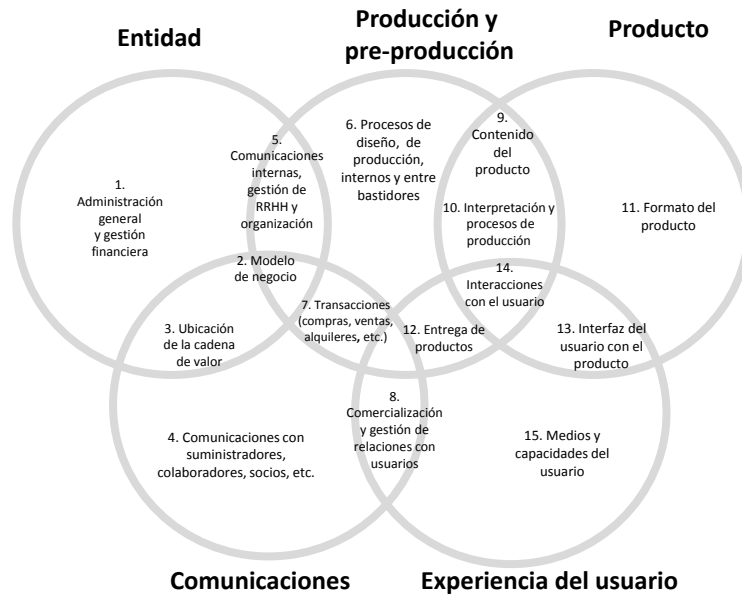 Entidad
Producción y
pre-producción
Producto
1.
Administración
general
y gestión
financiera
5.
Comunicaciones
internas,
gestión de
RRHH y
organización
6. Procesos de
diseño, de
producción,
internos y entre
bastidores
9.
Contenido
del
producto
10. Interpretación y
procesos de
producción
11. Formato del
producto
2. Modelo
de negocio
14.
Interacciones
con el usuario
3. Ubicación
de la cadena
de valor
7. Transacciones
(compras, ventas,
alquileres, etc.)
12. Entrega de
productos
13. Interfaz del
usuario con el
producto
4. Comunicaciones con
suministradores,
colaboradores, socios, etc.
8.
Comercialización
y gestión de
relaciones con
usuarios
15. Medios y
capacidades del
usuario
Comunicaciones
Experiencia del usuario